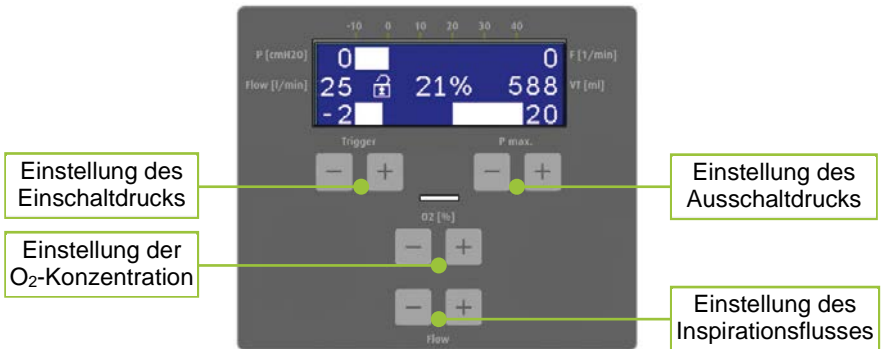 -10 0 10 20 30 40
P [cmH2O] 0 0 F [1/min]
Flow [l/min] 25 21% 588 VT [ml]
-2 20
Trigger P max.
- + - +
Einstellung des
Einschaltdrucks
Einstellung des
Ausschaltdrucks
O2 [%]
- +
Einstellung der
O₂-Konzentration
- +
Flow
Einstellung des
Inspirationsflusses